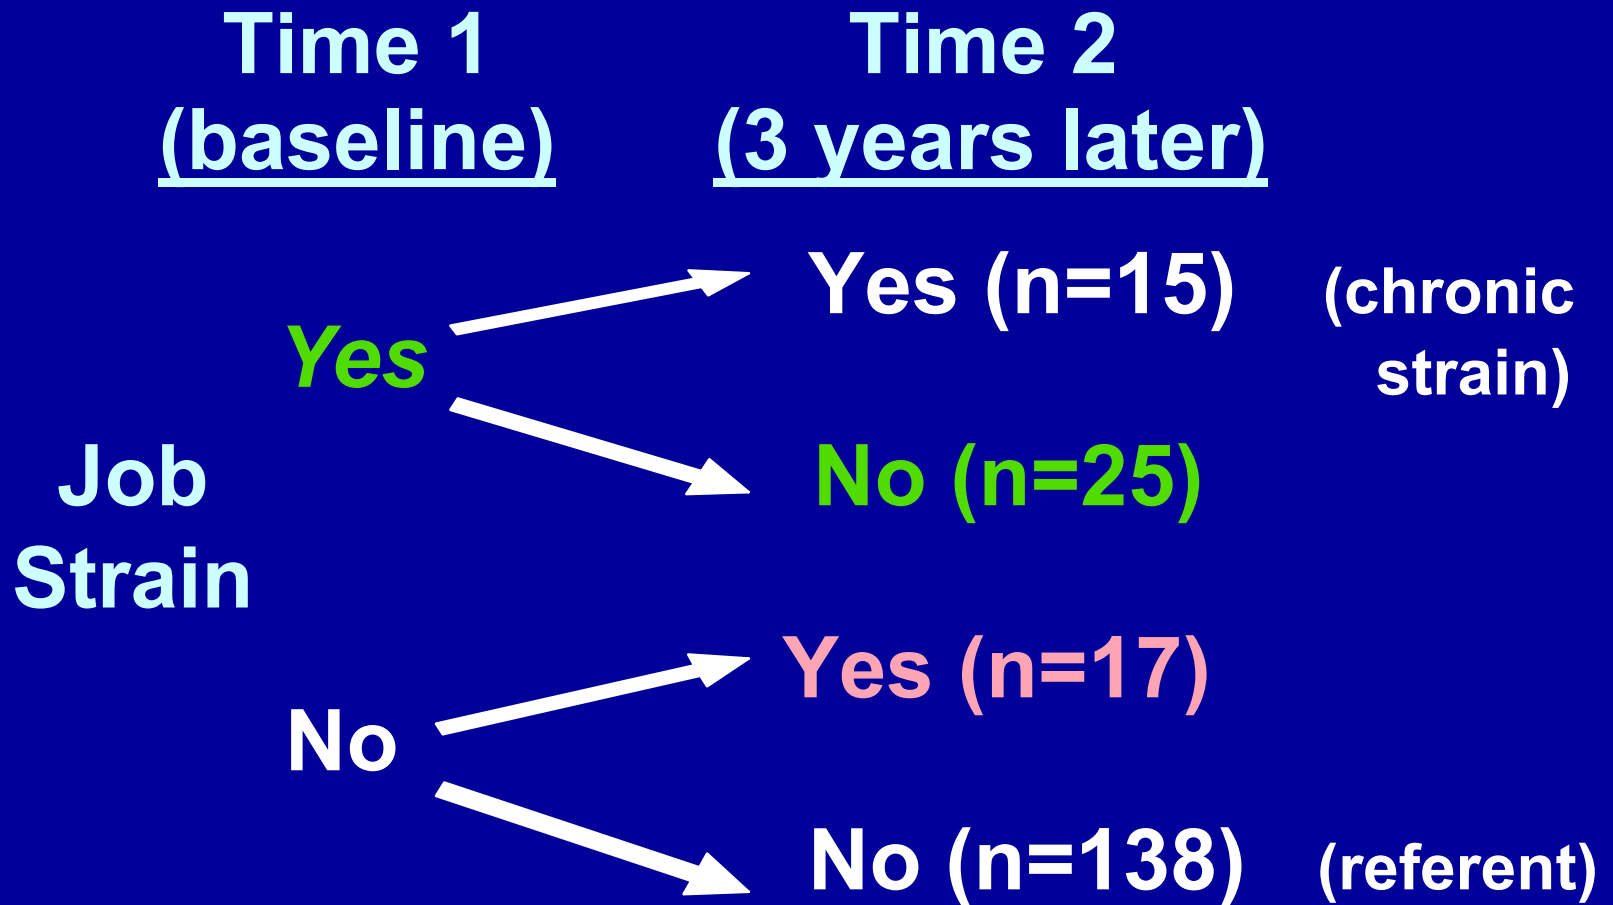 Time 1
(baseline)
Time 2
(3 years later)
Job
Strain
Yes
Yes (n=15)
(chronic
strain)
No (n=25)
No
Yes (n=17)
No (n=138)
(referent)